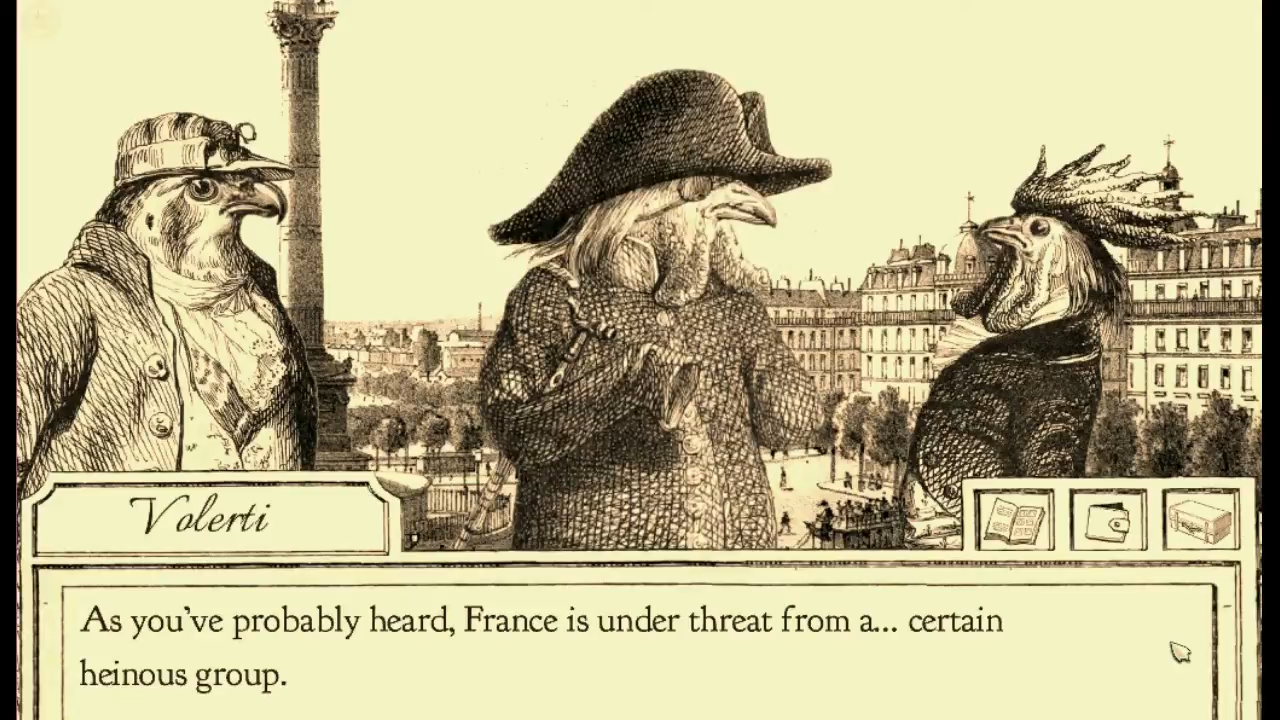 Volerti
As you've probably heard, France is under threat from a... certain
heinous group.